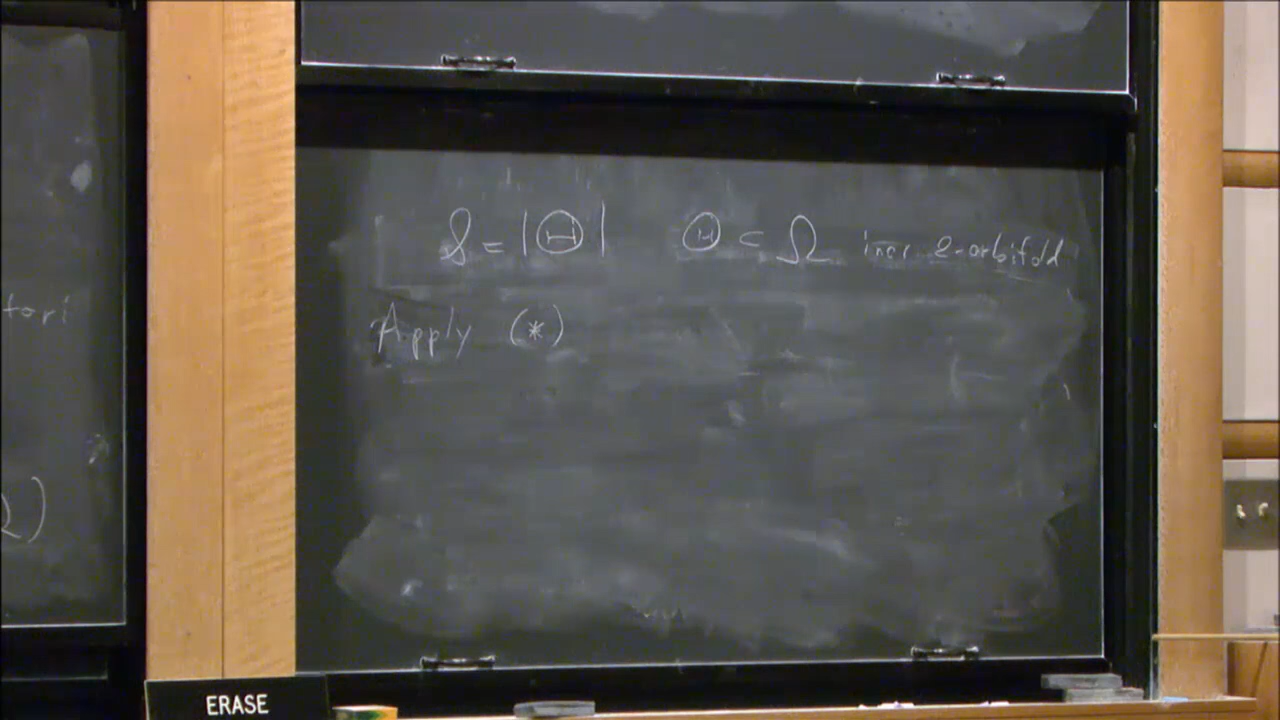 𝒮 = |Θ|   Θ ⊂ Ω incr 2-orbifold
Apply (*)
tori
)
ERASE